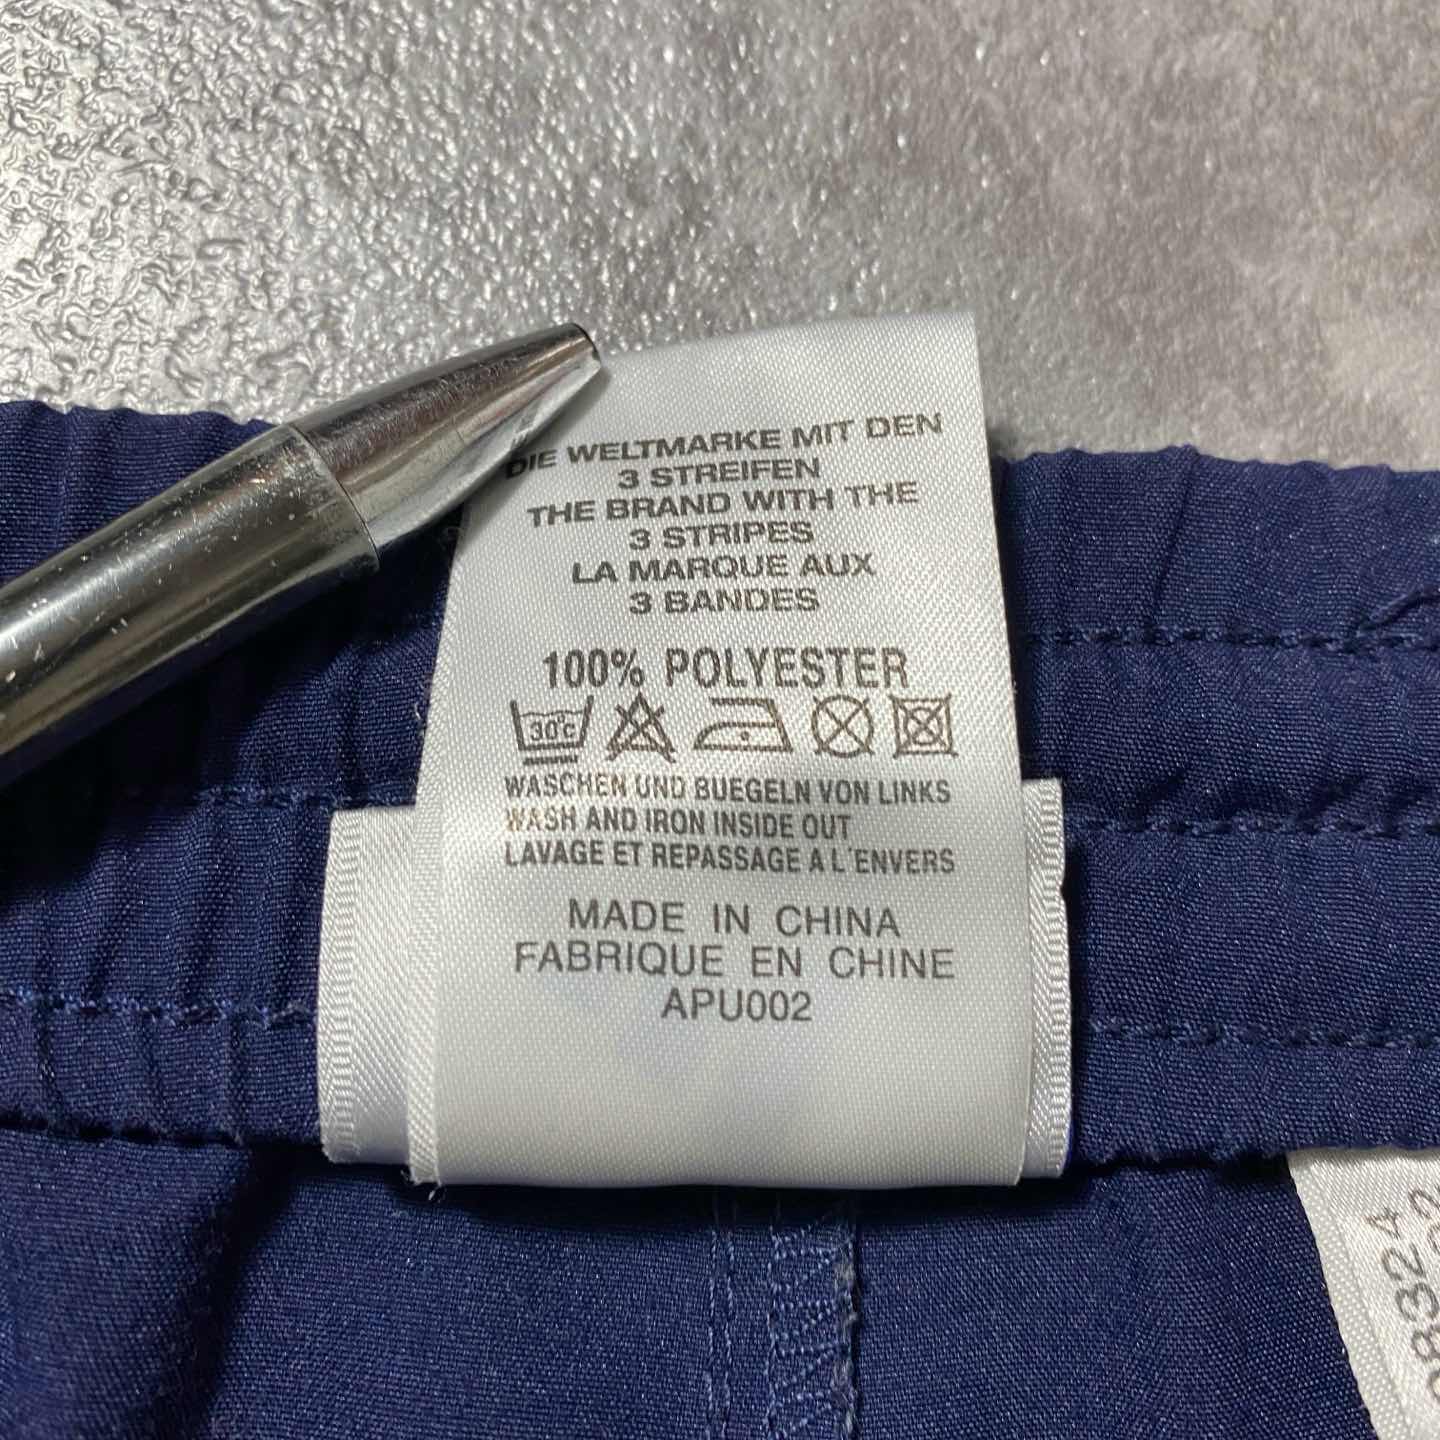 DIE WELTMARKE MIT DEN
3 STREIFEN
THE BRAND WITH THE
3 STRIPES
LA MARQUE AUX
3 BANDES
100% POLYESTER
30°C
WASCHEN UND BUEGELN VON LINKS
WASH AND IRON INSIDE OUT
LAVAGE ET REPASSAGE A L'ENVERS
MADE IN CHINA
FABRIQUE EN CHINE
APU002